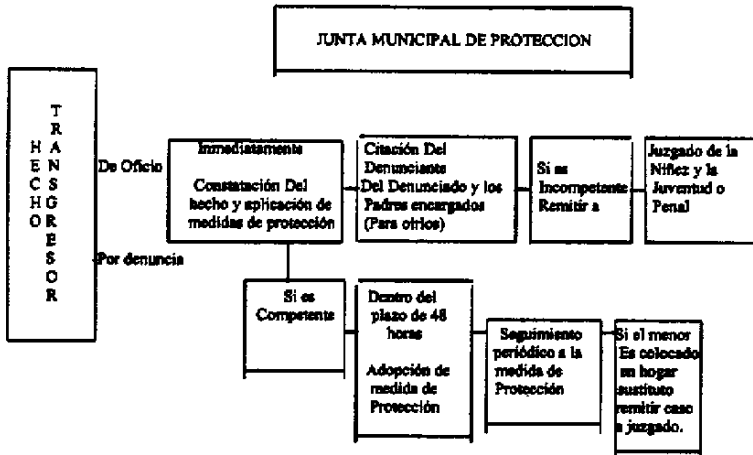 JUNTA MUNICIPAL DE PROTECCION
HECHO
TRANSGRESOR
De Oficio
Por denuncia
Inmediatamente
Constatación Del
hecho y aplicación de
medidas de protección
Citación Del
Denunciante
Del Denunciado y los
Padres encargados
(Para oirlos)
Si es
Incompetente
Remitir a
Juzgado de la
Niñez y la
Juventud o
Penal
Si es
Competente
Dentro del
plazo de 48
horas
Adopción de
medida de
Protección
Seguimiento
periódico a la
medida de
Protección
Si el menor
Es colocado
en hogar
sustituto
remitir caso
a juzgado.